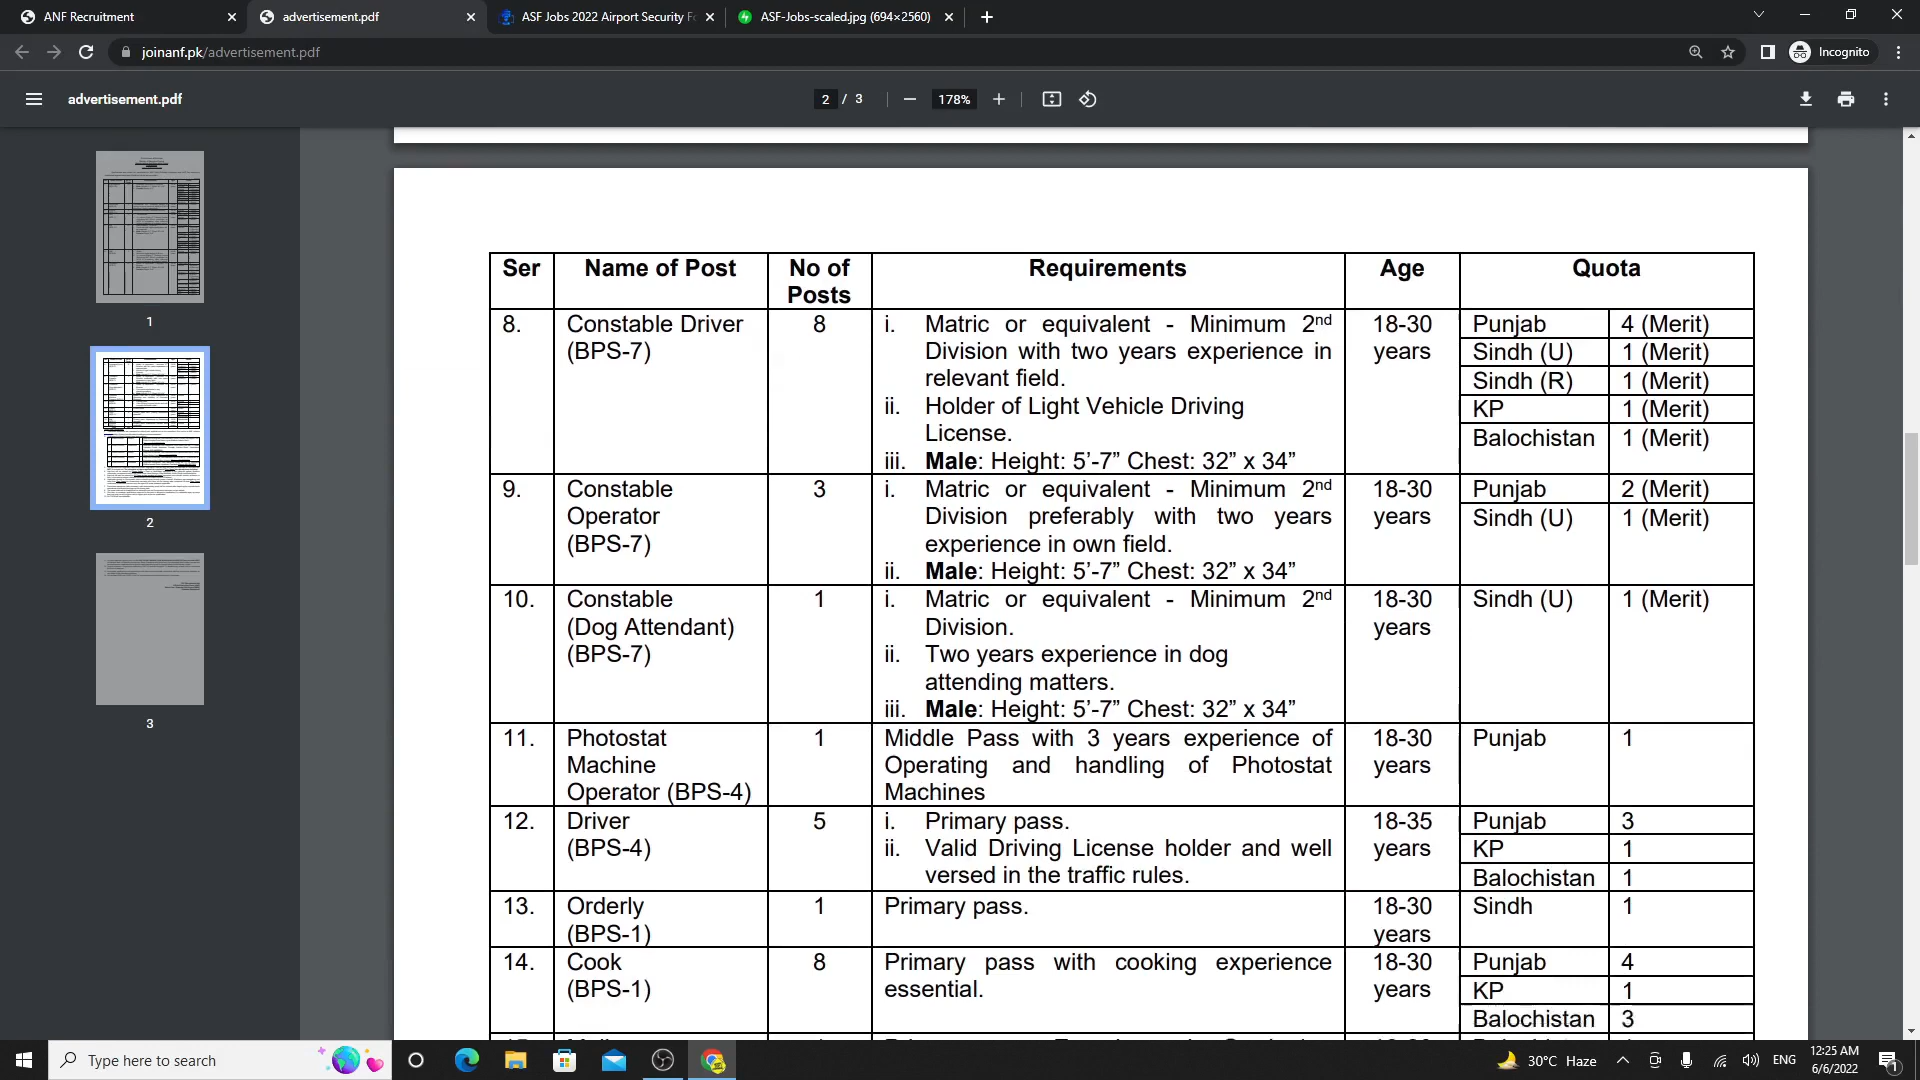 ANF Recruitment
advertisement.pdf
ASF Jobs 2022 Airport Security Fo
ASF-Jobs-scaled.jpg (694×2560)
joinanf.pk/advertisement.pdf
Incognito
advertisement.pdf
2 / 3
178%
1
2
3
Ser Name of Post No of Posts Requirements Age Quota
8. Constable Driver (BPS-7) 8
i. Matric or equivalent - Minimum 2nd
Division with two years experience in
relevant field.
ii. Holder of Light Vehicle Driving
License.
iii. Male: Height: 5’-7” Chest: 32” x 34”
18-30 years
Punjab 4 (Merit)
Sindh (U) 1 (Merit)
Sindh (R) 1 (Merit)
KP 1 (Merit)
Balochistan 1 (Merit)
9. Constable Operator (BPS-7) 3
i. Matric or equivalent - Minimum 2nd
Division preferably with two years
experience in own field.
ii. Male: Height: 5’-7” Chest: 32” x 34”
18-30 years
Punjab 2 (Merit)
Sindh (U) 1 (Merit)
10. Constable (Dog Attendant) (BPS-7) 1
i. Matric or equivalent - Minimum 2nd
Division.
ii. Two years experience in dog
attending matters.
iii. Male: Height: 5’-7” Chest: 32” x 34”
18-30 years
Sindh (U) 1 (Merit)
11. Photostat Machine Operator (BPS-4) 1
Middle Pass with 3 years experience of
Operating and handling of Photostat
Machines
18-30 years
Punjab 1
12. Driver (BPS-4) 5
i. Primary pass.
ii. Valid Driving License holder and well
versed in the traffic rules.
18-35 years
Punjab 3
KP 1
Balochistan 1
13. Orderly (BPS-1) 1
Primary pass.
18-30 years
Sindh 1
14. Cook (BPS-1) 8
Primary pass with cooking experience
essential.
18-30 years
Punjab 4
KP 1
Balochistan 3
Type here to search
30°C Haze
ENG
12:25 AM
6/6/2022
1